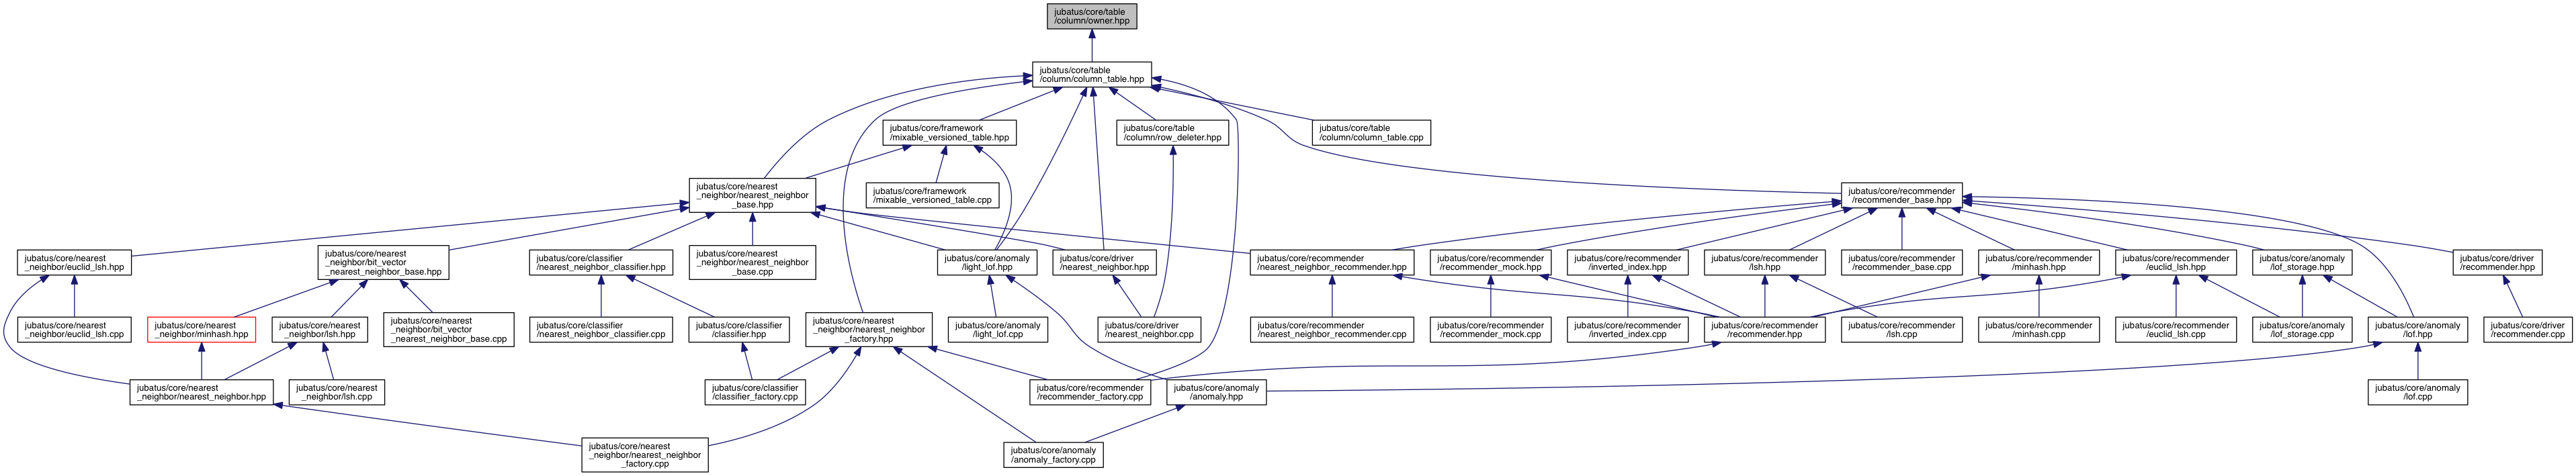 jubatus/core/table
/column/owner.hpp
jubatus/core/table
/column/column_table.hpp
jubatus/core/framework
/mixable_versioned_table.hpp
jubatus/core/table
/column/row_deleter.hpp
jubatus/core/table
/column/column_table.cpp
jubatus/core/nearest
_neighbor/nearest_neighbor
_base.hpp
jubatus/core/framework
/mixable_versioned_table.cpp
jubatus/core/recommender
/recommender_base.hpp
jubatus/core/nearest
_neighbor/euclid_lsh.hpp
jubatus/core/nearest
_neighbor/bit_vector
_nearest_neighbor_base.hpp
jubatus/core/classifier
/nearest_neighbor_classifier.hpp
jubatus/core/nearest
_neighbor/nearest_neighbor
_base.cpp
jubatus/core/anomaly
/light_lof.hpp
jubatus/core/driver
/nearest_neighbor.hpp
jubatus/core/recommender
/nearest_neighbor_recommender.hpp
jubatus/core/recommender
/recommender_mock.hpp
jubatus/core/recommender
/inverted_index.hpp
jubatus/core/recommender
/lsh.hpp
jubatus/core/recommender
/recommender_base.cpp
jubatus/core/recommender
/minhash.hpp
jubatus/core/recommender
/euclid_lsh.hpp
jubatus/core/anomaly
/lof_storage.hpp
jubatus/core/driver
/recommender.hpp
jubatus/core/nearest
_neighbor/euclid_lsh.cpp
jubatus/core/nearest
_neighbor/minhash.hpp
jubatus/core/nearest
_neighbor/lsh.hpp
jubatus/core/nearest
_neighbor/bit_vector
_nearest_neighbor_base.cpp
jubatus/core/classifier
/nearest_neighbor_classifier.cpp
jubatus/core/classifier
/classifier.hpp
jubatus/core/nearest
_neighbor/nearest_neighbor
_factory.hpp
jubatus/core/anomaly
/light_lof.cpp
jubatus/core/driver
/nearest_neighbor.cpp
jubatus/core/recommender
/nearest_neighbor_recommender.cpp
jubatus/core/recommender
/recommender_mock.cpp
jubatus/core/recommender
/inverted_index.cpp
jubatus/core/recommender
/recommender.hpp
jubatus/core/recommender
/lsh.cpp
jubatus/core/recommender
/minhash.cpp
jubatus/core/recommender
/euclid_lsh.cpp
jubatus/core/anomaly
/lof_storage.cpp
jubatus/core/anomaly
/lof.hpp
jubatus/core/driver
/recommender.cpp
jubatus/core/nearest
_neighbor/nearest_neighbor.hpp
jubatus/core/nearest
_neighbor/lsh.cpp
jubatus/core/classifier
/classifier_factory.cpp
jubatus/core/recommender
/recommender_factory.cpp
jubatus/core/anomaly
/anomaly.hpp
jubatus/core/anomaly
/lof.cpp
jubatus/core/nearest
_neighbor/nearest_neighbor
_factory.cpp
jubatus/core/anomaly
/anomaly_factory.cpp